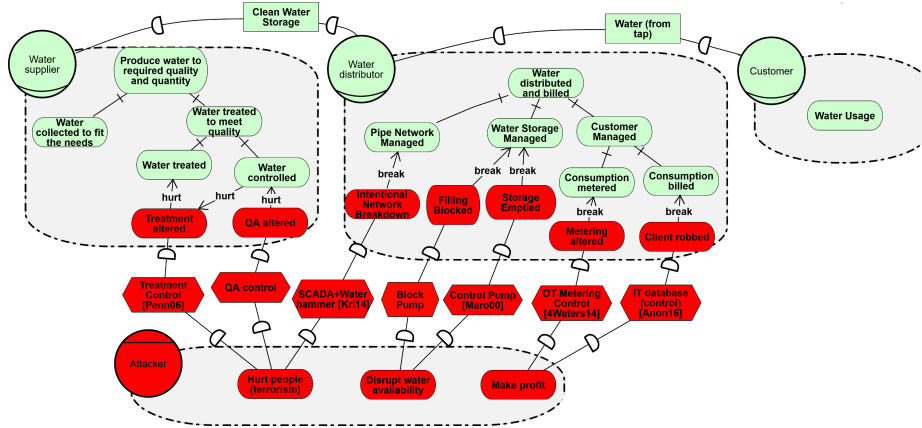 Clean Water
Storage
Water (from
tap)
Water
supplier
Water
distributor
Customer
Produce water to
required quality
and quantity
Water
distributed
and billed
Water Usage
Water
collected to fit
the needs
Water treated
to meet
quality
Pipe Network
Managed
Water Storage
Managed
Customer
Managed
Water treated
Water
controlled
Consumption
metered
Consumption
billed
hurt
hurt
hurt
break
break
break
break
break
Treatment
altered
QA altered
Intentional
Network
Breakdown
Filling
Blocked
Storage
Emptied
Metering
altered
Client robbed
Treatment
Control
[Penn06]
QA control
SCADA+Water
hammer [Kri14]
Block
Pump
Control Pump
[Maro00]
OT Metering
Control
[4Waters14]
IT database
(control)
[Anon16]
Attacker
Hurt people
(terrorism)
Disrupt water
availability
Make profit